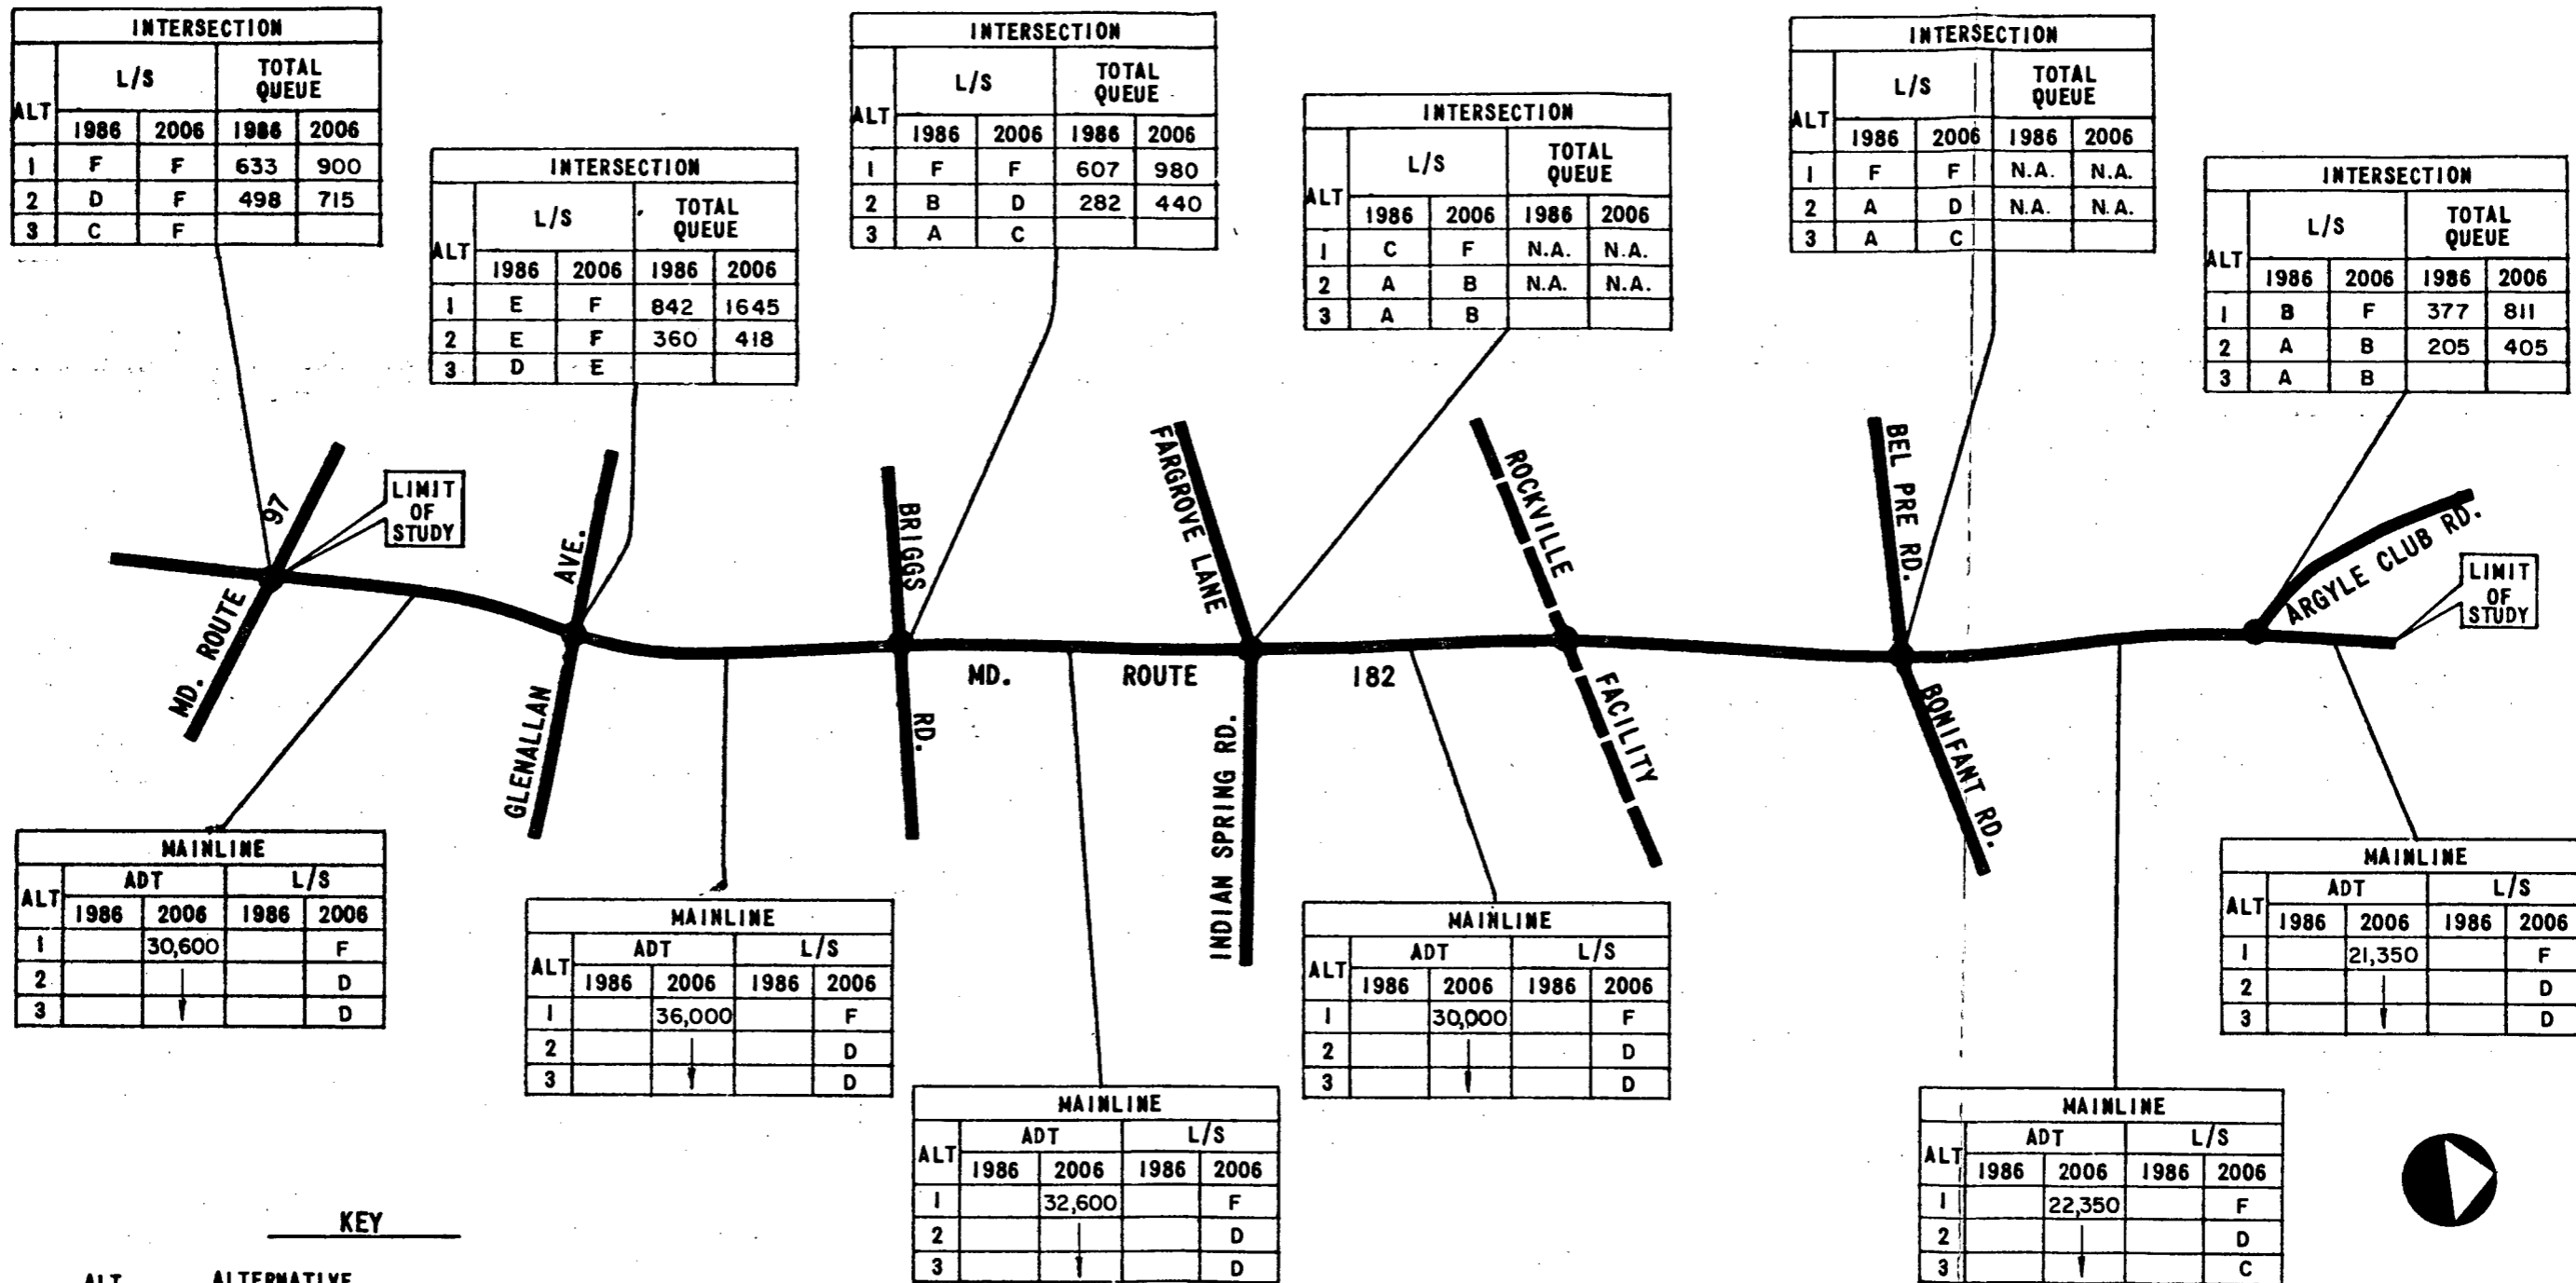 INTERSECTION
ALT L/S TOTAL QUEUE
1986 2006 1986 2006
1 F F 633 900
2 D F 498 715
3 C F
INTERSECTION
ALT L/S TOTAL QUEUE
1986 2006 1986 2006
1 E F 842 1645
2 E F 360 418
3 D E
INTERSECTION
ALT L/S TOTAL QUEUE
1986 2006 1986 2006
1 F F 607 980
2 B D 282 440
3 A C
INTERSECTION
ALT L/S TOTAL QUEUE
1986 2006 1986 2006
1 C F N.A. N.A.
2 A B N.A. N.A.
3 A B
INTERSECTION
ALT L/S TOTAL QUEUE
1986 2006 1986 2006
1 F F N.A. N.A.
2 A D N.A. N.A.
3 A C
INTERSECTION
ALT L/S TOTAL QUEUE
1986 2006 1986 2006
1 B F 377 811
2 A B 205 405
3 A B
MD. ROUTE 97
LIMIT
OF
STUDY
GLENALLAN AVE.
BRIGGS RD.
FARGROVE LANE
INDIAN SPRING RD.
ROCKVILLE FACILITY
BEL PRE RD.
BONIFANT RD.
ARGYLE CLUB RD.
LIMIT
OF
STUDY
MD. ROUTE 182
MAINLINE
ALT ADT L/S
1986 2006 1986 2006
1 30,600 F
2 D
3 D
MAINLINE
ALT ADT L/S
1986 2006 1986 2006
1 36,000 F
2 D
3 D
MAINLINE
ALT ADT L/S
1986 2006 1986 2006
1 32,600 F
2 D
3 D
MAINLINE
ALT ADT L/S
1986 2006 1986 2006
1 30,000 F
2 D
3 D
MAINLINE
ALT ADT L/S
1986 2006 1986 2006
1 22,350 F
2 D
3 C
MAINLINE
ALT ADT L/S
1986 2006 1986 2006
1 21,350 F
2 D
3 D
KEY
ALT ALTERNATIVE